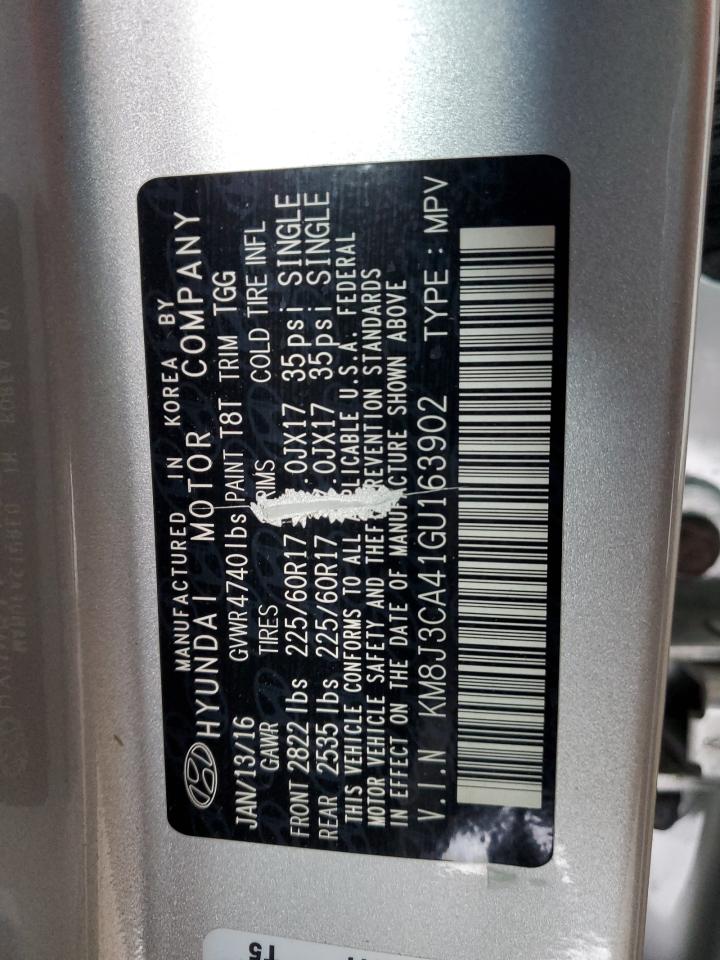 MANUFACTURED IN KOREA BY
HYUNDAI MOTOR COMPANY
JAN/13/16 GVWR 4740lbs PAINT T8T TRIM TGG
GAWR TIRES RIMS COLD TIRE INFL
FRONT 2822 lbs 225/60R17 .0JX17 35psi SINGLE
REAR 2535 lbs 225/60R17 .0JX17 35psi SINGLE
THIS VEHICLE CONFORMS TO ALL PLICABLE U.S.A. FEDERAL
MOTOR VEHICLE SAFETY AND THEF REVENTION STANDARDS
IN EFFECT ON THE DATE OF MANUFACTURE SHOWN ABOVE
V.I.N KM8J3CA41GU163902 TYPE : MPV